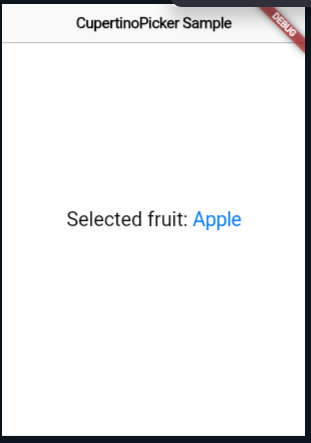 CupertinoPicker Sample
DEBUG
Selected fruit: Apple